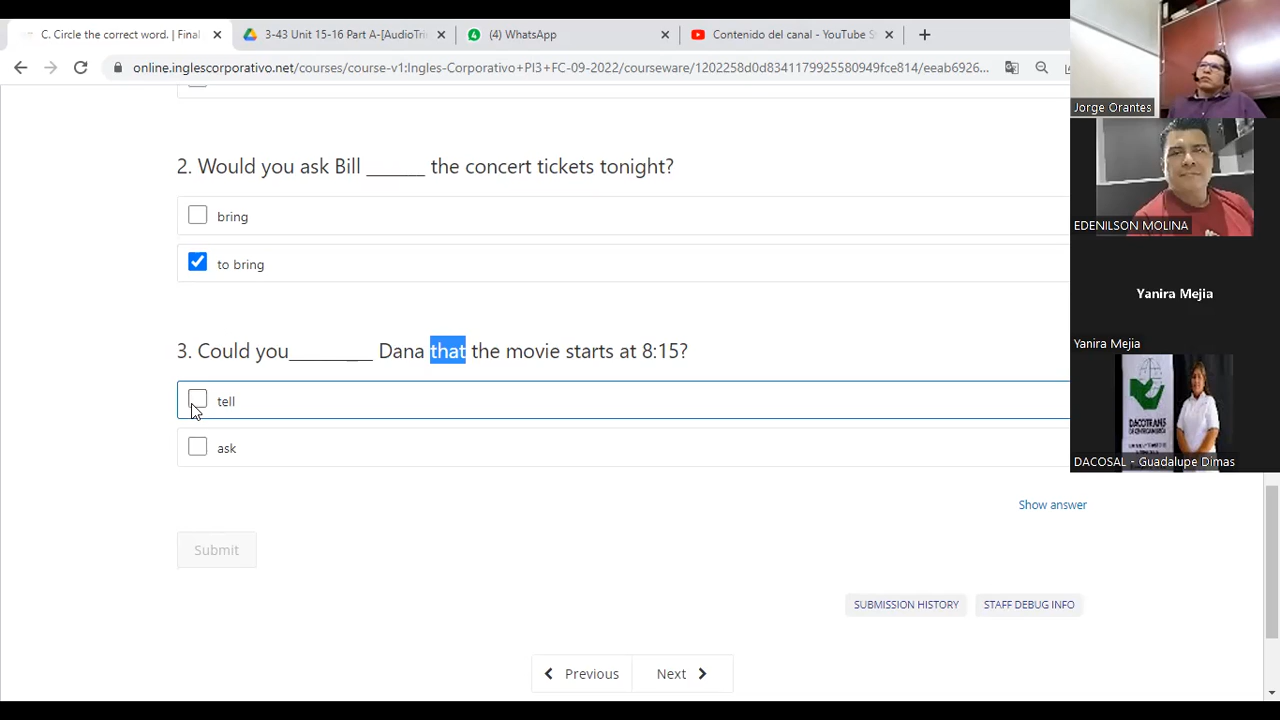 C. Circle the correct word. | Final
3-43 Unit 15-16 Part A-[AudioTri
(4) WhatsApp
Contenido del canal - YouTube S
online.inglescorporativo.net/courses/course-v1:Ingles-Corporativo+PI3+FC-09-2022/courseware/1202258d0d8341179925580949fce814/eeab6926...
2. Would you ask Bill ______ the concert tickets tonight?
bring
to bring
3. Could you_________ Dana that the movie starts at 8:15?
tell
ask
Show answer
Submit
SUBMISSION HISTORY
STAFF DEBUG INFO
Previous
Next
Jorge Orantes
EDENILSON MOLINA
Yanira Mejia
Yanira Mejia
DACOTRANS
DACOSAL - Guadalupe Dimas